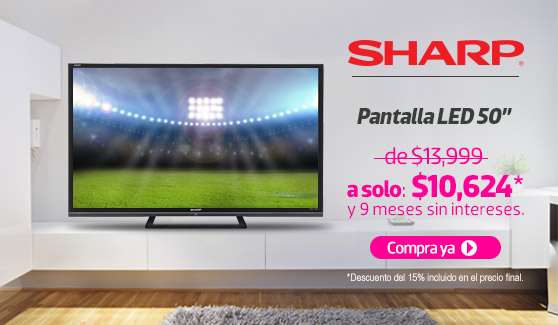 SHARP®
Pantalla LED 50"
de $13,999
a solo: $10,624*
y 9 meses sin intereses.
Compra ya
*Descuento del 15% incluido en el precio final.
SHARP